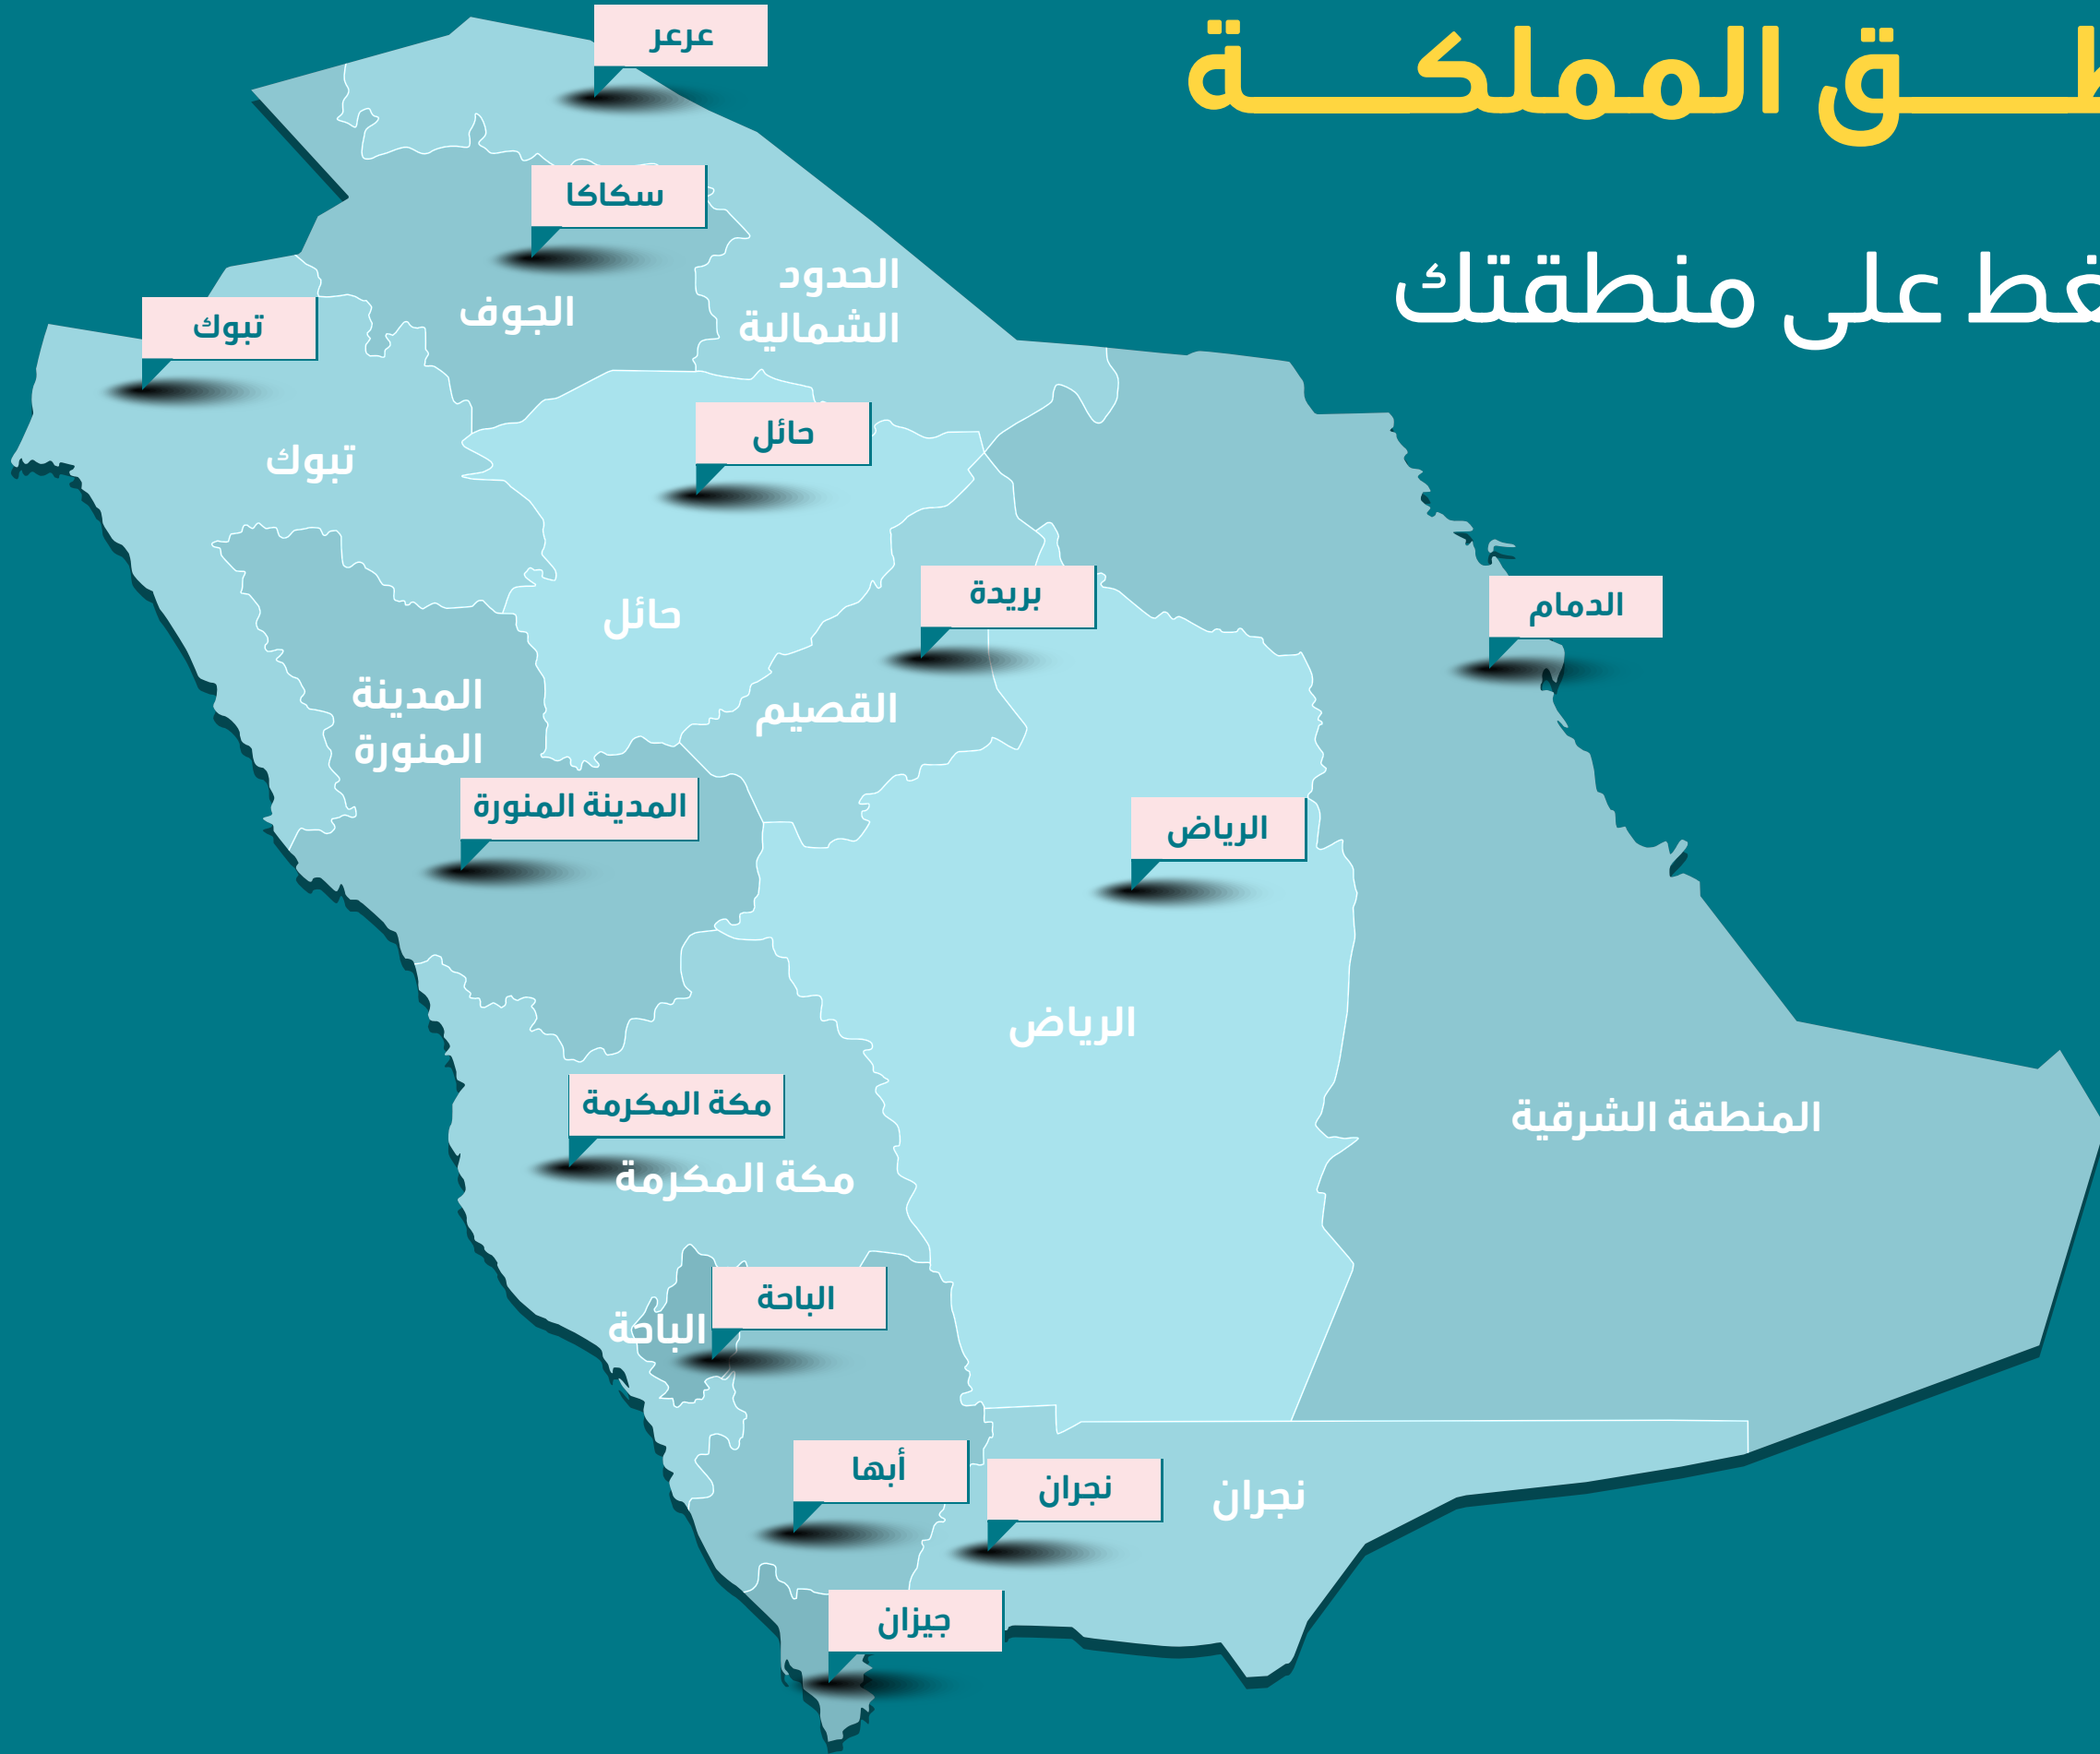 ق المملكة
على منطقتك
عرعر
سكاكا
الحدود
الشمالية
الجوف
تبوك
تبوك
حائل
حائل
بريدة
الدمام
القصيم
المدينة
المنورة
المدينة المنورة
الرياض
الرياض
المنطقة الشرقية
مكة المكرمة
مكة المكرمة
الباحة
الباحة
أبها
نجران
نجران
جيزان